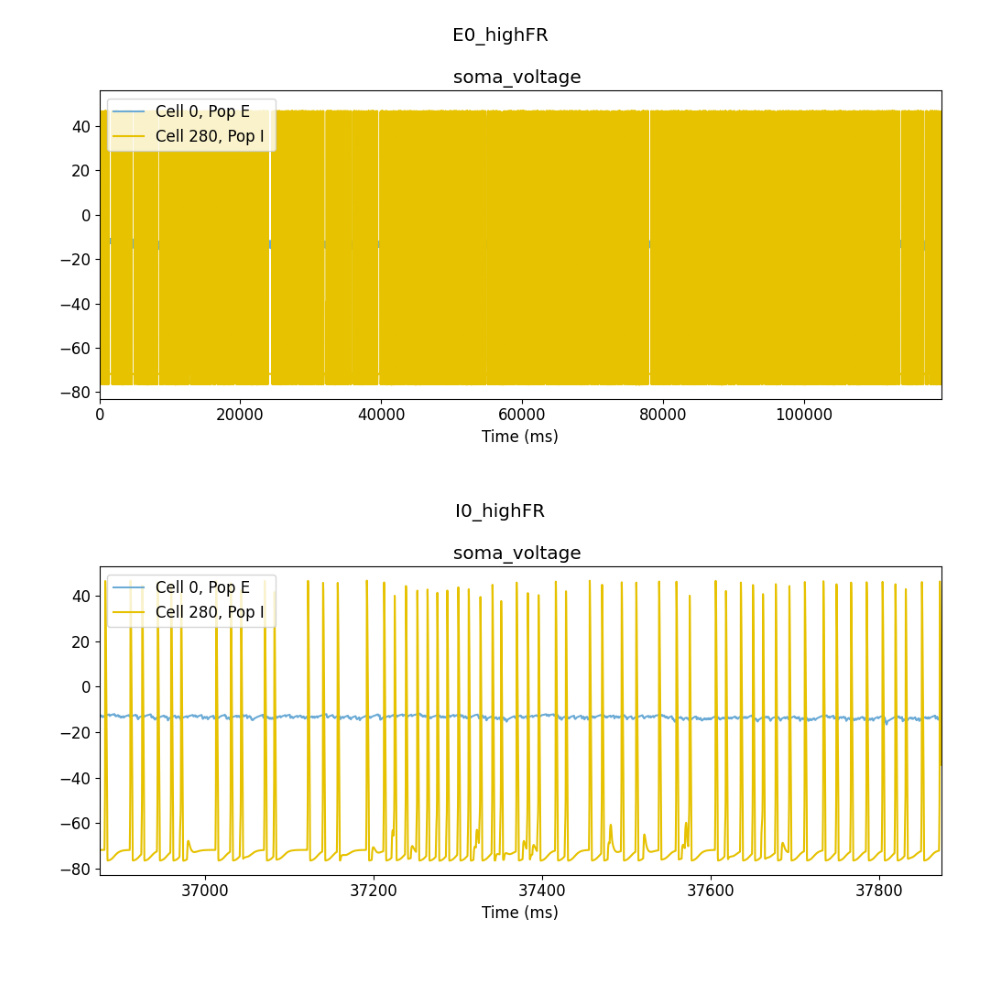 E0_highFR
soma_voltage
Cell 0, Pop E
Cell 280, Pop I
40
20
0
−20
−40
−60
−80
0 20000 40000 60000 80000 100000
Time (ms)
I0_highFR
soma_voltage
Cell 0, Pop E
Cell 280, Pop I
40
20
0
−20
−40
−60
−80
37000 37200 37400 37600 37800
Time (ms)